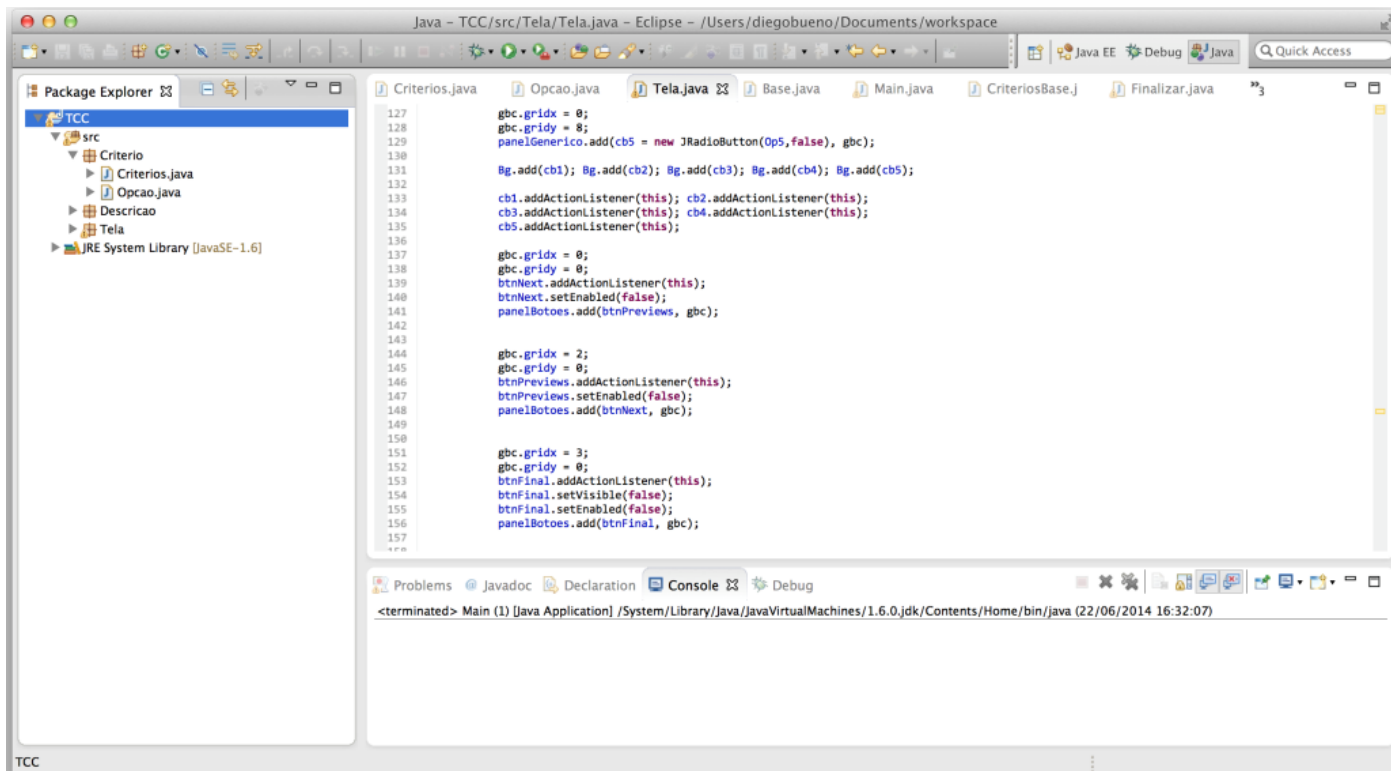 Java – TCC/src/Tela/Tela.java – Eclipse – /Users/diegobueno/Documents/workspace
Java EE Debug Java Quick Access
Package Explorer
TCC
src
Criterio
Criterios.java
Opcao.java
Descricao
Tela
JRE System Library [JavaSE-1.6]
Criterios.java Opcao.java Tela.java Base.java Main.java CriteriosBase.j Finalizar.java »3
127 gbc.gridx = 0;
128 gbc.gridy = 8;
129 panelGenerico.add(cb5 = new JRadioButton(Op5,false), gbc);
130
131 Bg.add(cb1); Bg.add(cb2); Bg.add(cb3); Bg.add(cb4); Bg.add(cb5);
132
133 cb1.addActionListener(this); cb2.addActionListener(this);
134 cb3.addActionListener(this); cb4.addActionListener(this);
135 cb5.addActionListener(this);
136
137 gbc.gridx = 0;
138 gbc.gridy = 0;
139 btnNext.addActionListener(this);
140 btnNext.setEnabled(false);
141 panelBotoes.add(btnPreviews, gbc);
142
143
144 gbc.gridx = 2;
145 gbc.gridy = 0;
146 btnPreviews.addActionListener(this);
147 btnPreviews.setEnabled(false);
148 panelBotoes.add(btnNext, gbc);
149
150
151 gbc.gridx = 3;
152 gbc.gridy = 0;
153 btnFinal.addActionListener(this);
154 btnFinal.setVisible(false);
155 btnFinal.setEnabled(false);
156 panelBotoes.add(btnFinal, gbc);
157
Problems @ Javadoc Declaration Console Debug
<terminated> Main (1) [Java Application] /System/Library/Java/JavaVirtualMachines/1.6.0.jdk/Contents/Home/bin/java (22/06/2014 16:32:07)
TCC